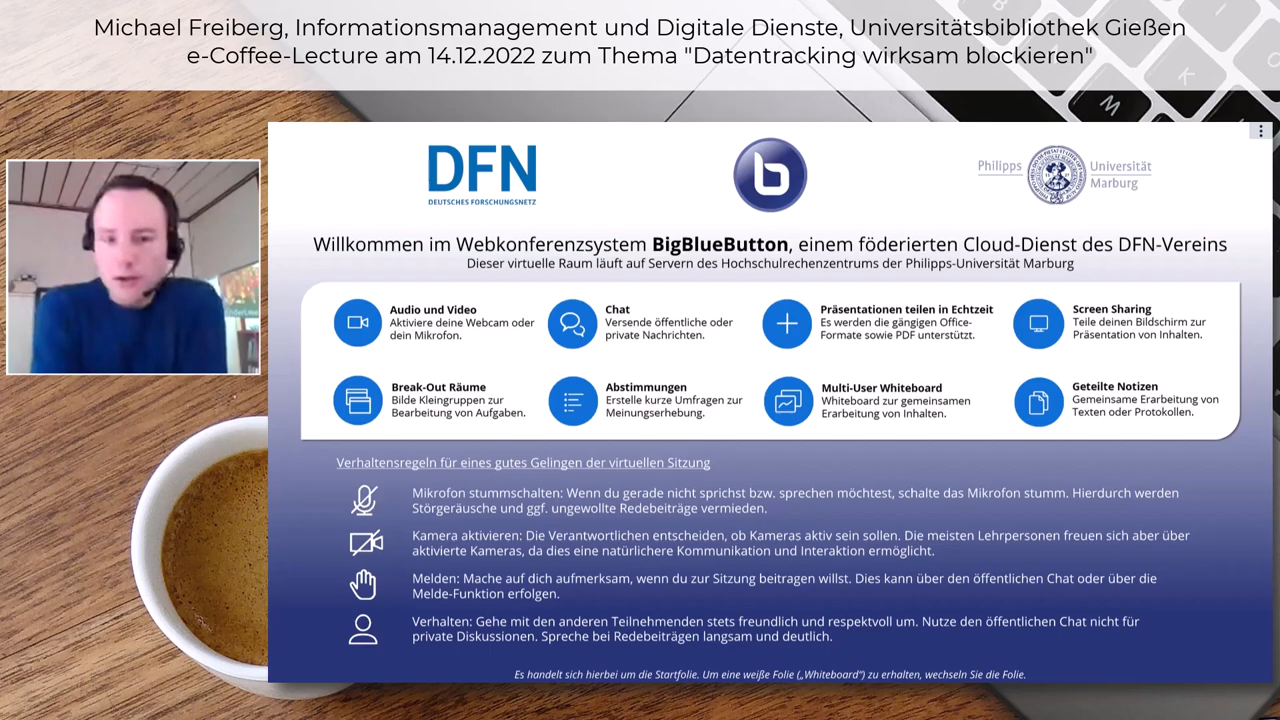 Michael Freiberg, Informationsmanagement und Digitale Dienste, Universitätsbibliothek Gießen
e-Coffee-Lecture am 14.12.2022 zum Thema "Datentracking wirksam blockieren"
DFN
DEUTSCHES FORSCHUNGSNETZ
b
Philipps
Universität
Marburg
Willkommen im Webkonferenzsystem BigBlueButton, einem föderierten Cloud-Dienst des DFN-Vereins
Dieser virtuelle Raum läuft auf Servern des Hochschulrechenzentrums der Philipps-Universität Marburg
Audio und Video
Aktiviere deine Webcam oder
dein Mikrofon.
Chat
Versende öffentliche oder
private Nachrichten.
Präsentationen teilen in Echtzeit
Es werden die gängigen Office-
Formate sowie PDF unterstützt.
Screen Sharing
Teile deinen Bildschirm zur
Präsentation von Inhalten.
Break-Out Räume
Bilde Kleingruppen zur
Bearbeitung von Aufgaben.
Abstimmungen
Erstelle kurze Umfragen zur
Meinungserhebung.
Multi-User Whiteboard
Whiteboard zur gemeinsamen
Erarbeitung von Inhalten.
Geteilte Notizen
Gemeinsame Erarbeitung von
Texten oder Protokollen.
Verhaltensregeln für eines gutes Gelingen der virtuellen Sitzung
Mikrofon stummschalten: Wenn du gerade nicht sprichst bzw. sprechen möchtest, schalte das Mikrofon stumm. Hierdurch werden
Störgeräusche und ggf. ungewollte Redebeiträge vermieden.
Kamera aktivieren: Die Verantwortlichen entscheiden, ob Kameras aktiv sein sollen. Die meisten Lehrpersonen freuen sich aber über
aktivierte Kameras, da dies eine natürlichere Kommunikation und Interaktion ermöglicht.
Melden: Mache auf dich aufmerksam, wenn du zur Sitzung beitragen willst. Dies kann über den öffentlichen Chat oder über die
Melde-Funktion erfolgen.
Verhalten: Gehe mit den anderen Teilnehmenden stets freundlich und respektvoll um. Nutze den öffentlichen Chat nicht für
private Diskussionen. Spreche bei Redebeiträgen langsam und deutlich.
Es handelt sich hierbei um die Startfolie. Um eine weiße Folie („Whiteboard“) zu erhalten, wechseln Sie die Folie.